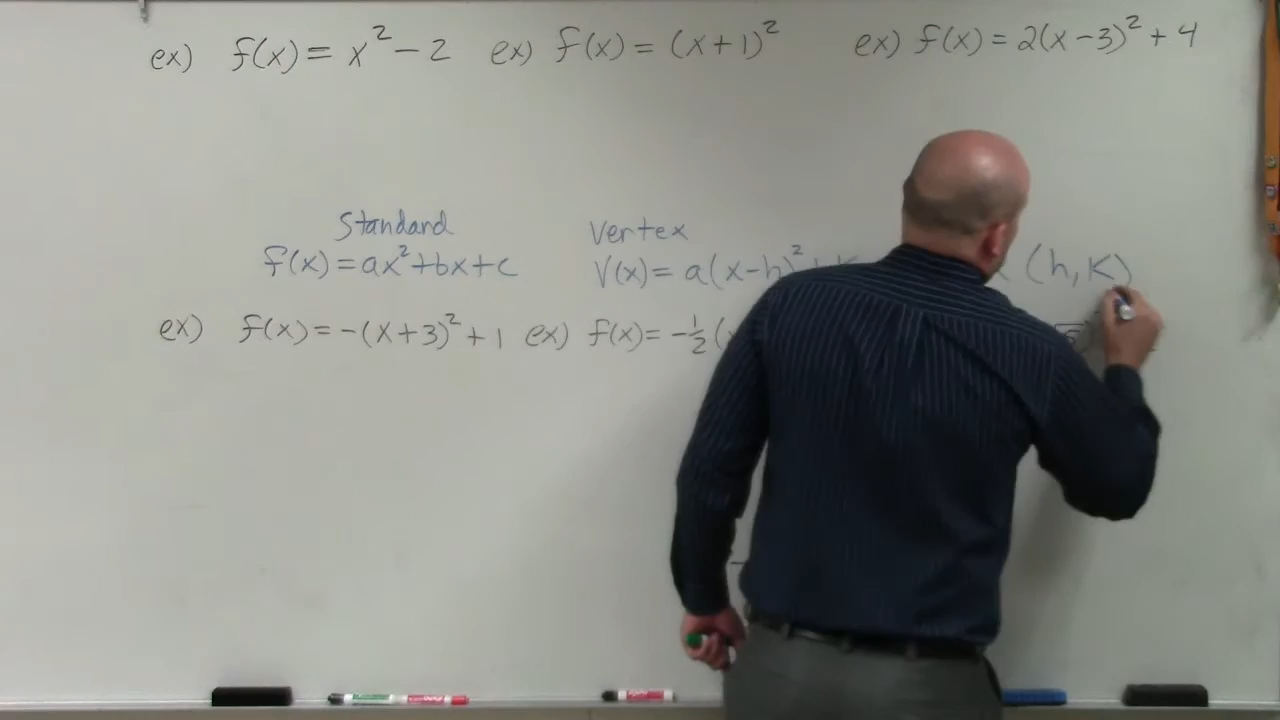 ex) f(x) = x² - 2 ex) f(x) = (x+1)² ex) f(x) = 2(x-3)² + 4
Standard Vertex
f(x) = ax² + bx + c V(x) = a(x-h)² (h,K)
ex) f(x) = -(x+3)² + 1 ex) f(x) = -½(